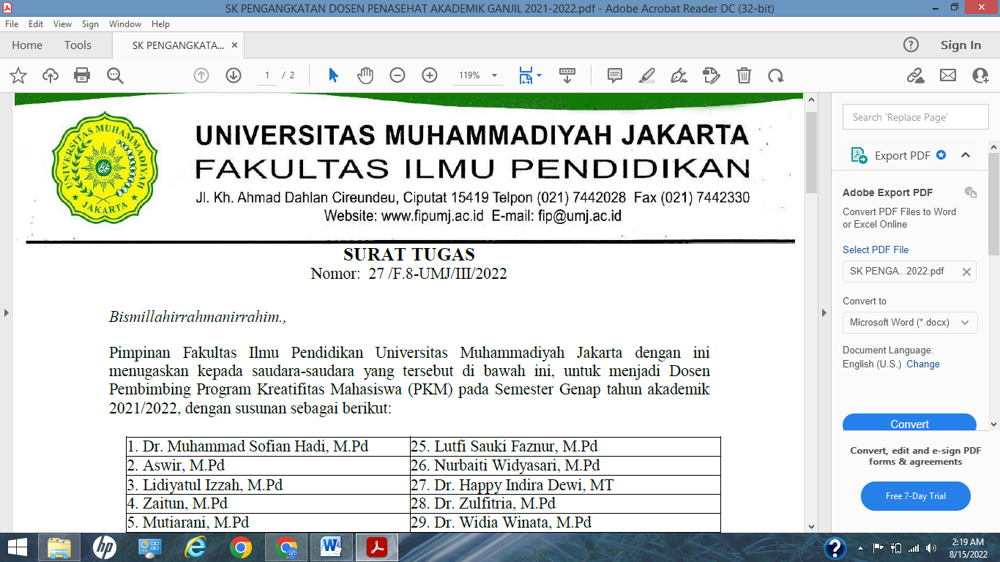 SK PENGANGKATAN DOSEN PENASEHAT AKADEMIK GANJIL 2021-2022.pdf - Adobe Acrobat Reader DC (32-bit)
File Edit View Sign Window Help
Home Tools SK PENGANGKATA... × Sign In
1 / 2 119%
UNIVERSITAS MUHAMMADIYAH JAKARTA
UNIVERSITAS MUHAMMADIYAH JAKARTA
FAKULTAS ILMU PENDIDIKAN
Jl. Kh. Ahmad Dahlan Cireundeu, Ciputat 15419 Telpon (021) 7442028 Fax (021) 7442330
Website: www.fipumj.ac.id E-mail: fip@umj.ac.id
SURAT TUGAS
Nomor: 27 /F.8-UMJ/III/2022
Bismillahirrahmanirrahim.,
Pimpinan Fakultas Ilmu Pendidikan Universitas Muhammadiyah Jakarta dengan ini
menugaskan kepada saudara-saudara yang tersebut di bawah ini, untuk menjadi Dosen
Pembimbing Program Kreatifitas Mahasiswa (PKM) pada Semester Genap tahun akademik
2021/2022, dengan susunan sebagai berikut:
1. Dr. Muhammad Sofian Hadi, M.Pd 25. Lutfi Sauki Faznur, M.Pd
2. Aswir, M.Pd 26. Nurbaiti Widyasari, M.Pd
3. Lidiyatul Izzah, M.Pd 27. Dr. Happy Indira Dewi, MT
4. Zaitun, M.Pd 28. Dr. Zulfitria, M.Pd
5. Mutiarani, M.Pd 29. Dr. Widia Winata, M.Pd
Search 'Replace Page'
Export PDF
Adobe Export PDF
Convert PDF Files to Word
or Excel Online
Select PDF File
SK PENGA...2022.pdf
Convert to
Microsoft Word (*.docx)
Document Language:
English (U.S.) Change
Convert
Convert, edit and e-sign PDF
forms & agreements
Free 7-Day Trial
hp
2:19 AM
8/15/2022